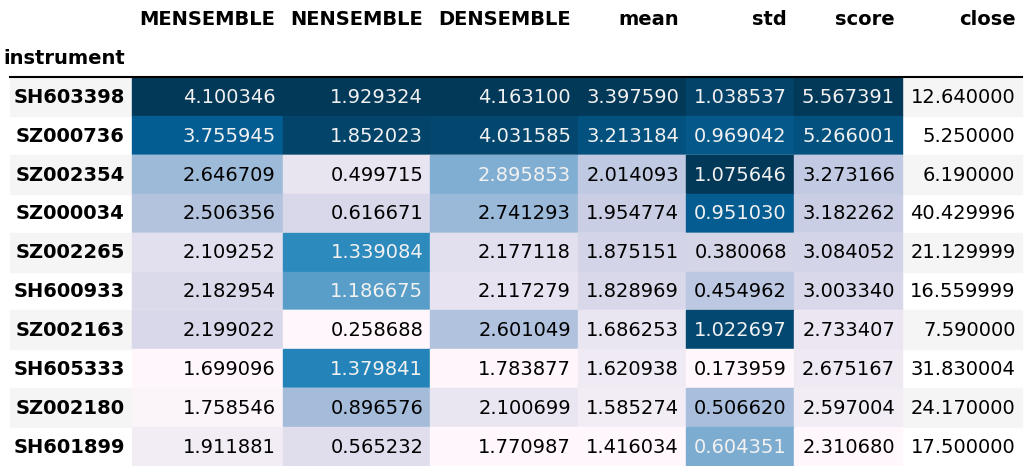 MENSEMBLE NENSEMBLE DENSEMBLE mean std score close
instrument
SH603398 4.100346 1.929324 4.163100 3.397590 1.038537 5.567391 12.640000
SZ000736 3.755945 1.852023 4.031585 3.213184 0.969042 5.266001 5.250000
SZ002354 2.646709 0.499715 2.895853 2.014093 1.075646 3.273166 6.190000
SZ000034 2.506356 0.616671 2.741293 1.954774 0.951030 3.182262 40.429996
SZ002265 2.109252 1.339084 2.177118 1.875151 0.380068 3.084052 21.129999
SH600933 2.182954 1.186675 2.117279 1.828969 0.454962 3.003340 16.559999
SZ002163 2.199022 0.258688 2.601049 1.686253 1.022697 2.733407 7.590000
SH605333 1.699096 1.379841 1.783877 1.620938 0.173959 2.675167 31.830004
SZ002180 1.758546 0.896576 2.100699 1.585274 0.506620 2.597004 24.170000
SH601899 1.911881 0.565232 1.770987 1.416034 0.604351 2.310680 17.500000